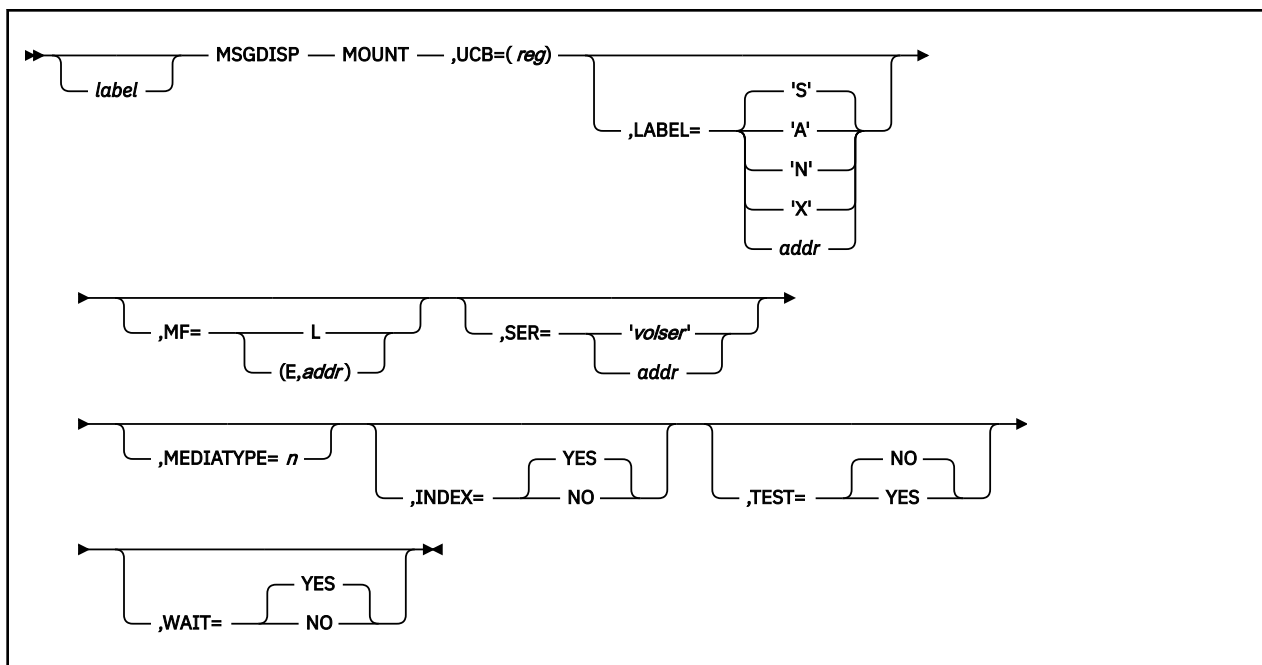 MSGDISP MOUNT ,UCB=( reg)
label
'S'
,LABEL= 'A'
'N'
'X'
addr
,MF= L ,SER= 'volser'
(E,addr) addr
,MEDIATYPE= n
YES NO
,INDEX= NO ,TEST= YES
YES
,WAIT= NO